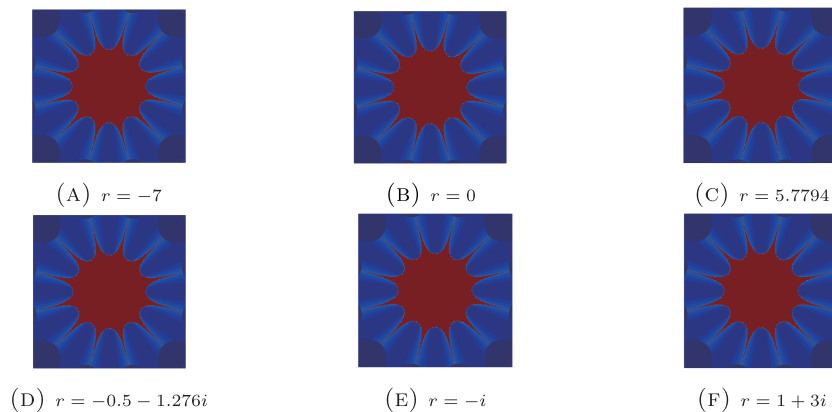 (A) r = −7
(B) r = 0
(C) r = 5.7794
(D) r = −0.5 − 1.276i
(E) r = −i
(F) r = 1 + 3i